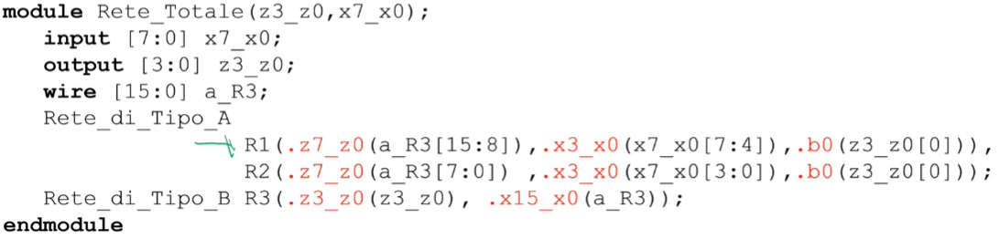 module Rete_Totale(z3_z0,x7_x0);
input [7:0] x7_x0;
output [3:0] z3_z0;
wire [15:0] a_R3;
Rete_di_Tipo_A
R1(.z7_z0(a_R3[15:8]),.x3_x0(x7_x0[7:4]),.b0(z3_z0[0])),
R2(.z7_z0(a_R3[7:0]) ,.x3_x0(x7_x0[3:0]),.b0(z3_z0[0]));
Rete_di_Tipo_B R3(.z3_z0(z3_z0), .x15_x0(a_R3));
endmodule